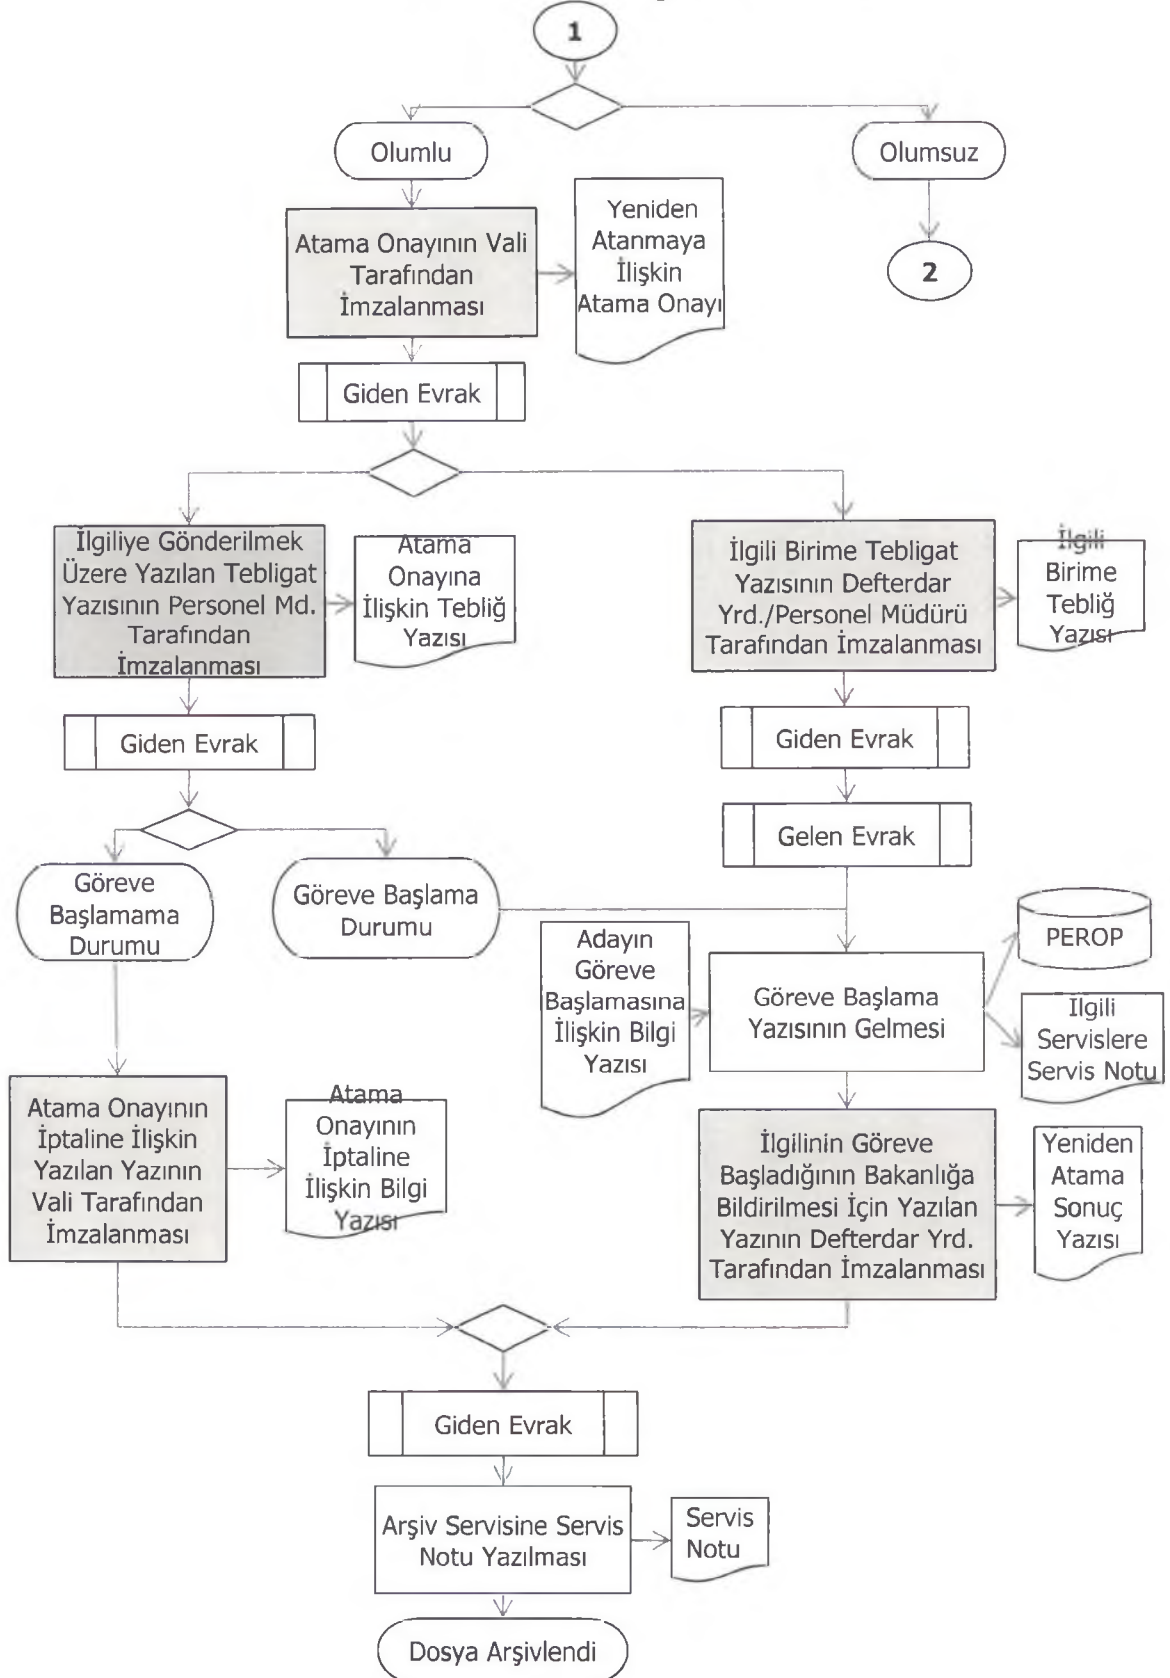 1
Olumlu
Olumsuz
Atama Onayının Vali
Tarafından
İmzalanması
Yeniden
Atanmaya
İlişkin
Atama Onayı
2
Giden Evrak
İlgiliye Gönderilmek
Üzere Yazılan Tebligat
Yazısının Personel Md.
Tarafından
İmzalanması
Atama
Onayına
İlişkin Tebliğ
Yazısı
İlgili Birime Tebligat
Yazısının Defterdar
Yrd./Personel Müdürü
Tarafından İmzalanması
İlgili
Birime
Tebliğ
Yazısı
Giden Evrak
Giden Evrak
Gelen Evrak
Göreve
Başlamama
Durumu
Göreve Başlama
Durumu
Adayın
Göreve
Başlamasına
İlişkin Bilgi
Yazısı
Göreve Başlama
Yazısının Gelmesi
PEROP
İlgili
Servislere
Servis Notu
Atama Onayının
İptaline İlişkin
Yazılan Yazının
Vali Tarafından
İmzalanması
Atama
Onayının
İptaline
İlişkin Bilgi
Yazısı
İlgilinin Göreve
Başladığının Bakanlığa
Bildirilmesi İçin Yazılan
Yazının Defterdar Yrd.
Tarafından İmzalanması
Yeniden
Atama
Sonuç
Yazısı
Giden Evrak
Arşiv Servisine Servis
Notu Yazılması
Servis
Notu
Dosya Arşivlendi